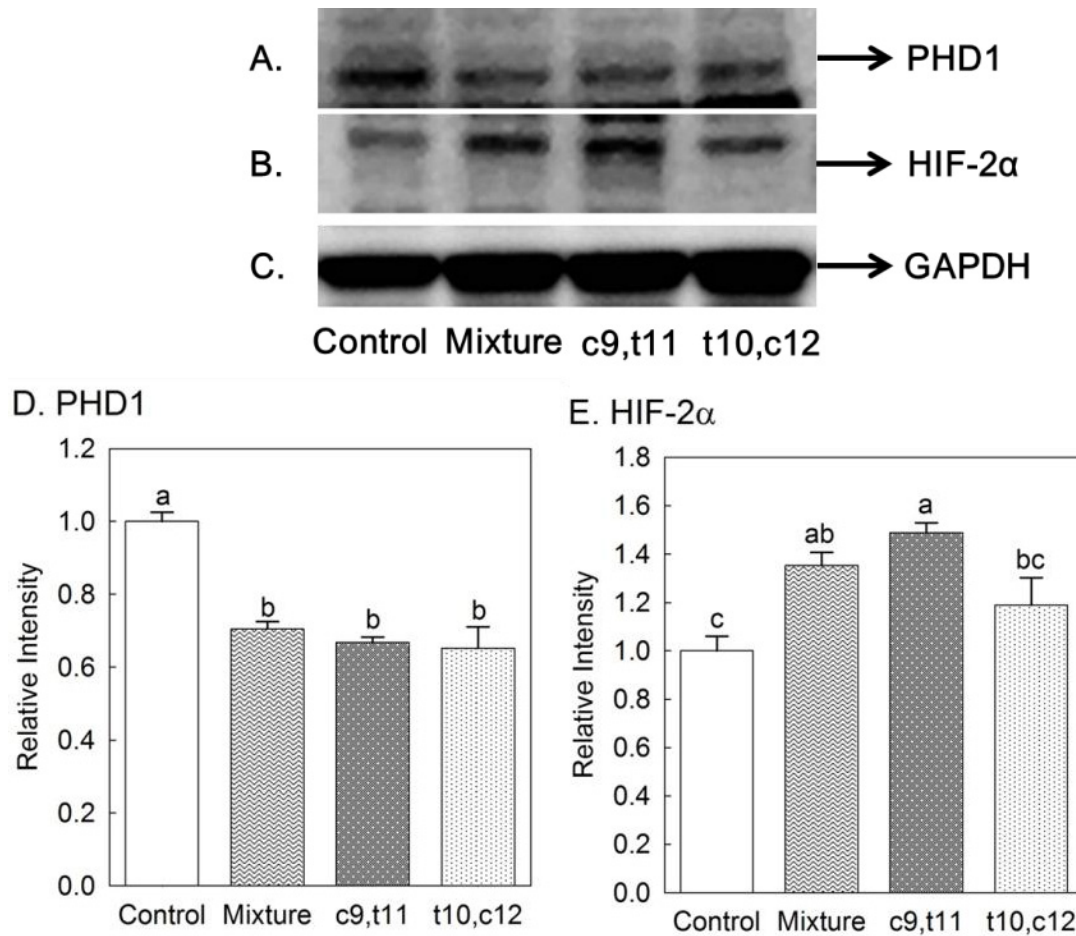 A. PHD1
B. HIF-2α
C. GAPDH
Control Mixture c9,t11 t10,c12
D. PHD1
1.2
1.0
0.8
0.6
0.4
0.2
0.0
Relative Intensity
a
b
b
b
Control Mixture c9,t11 t10,c12
E. HIF-2α
1.8
1.6
1.4
1.2
1.0
0.8
0.6
0.4
0.2
0.0
Relative Intensity
c
ab
a
bc
Control Mixture c9,t11 t10,c12